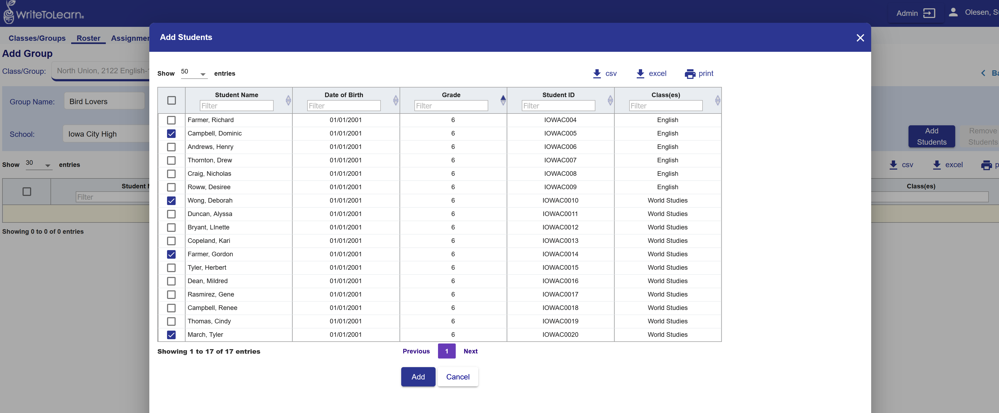 WriteToLearn
Admin
Olesen, S
Classes/Groups Roster Assignmen
Add Group
Class/Group: North Union, 2122 English-
Group Name: Bird Lovers
School: Iowa City High
Add Students
Remove Students
Show 30 entries
csv excel
Student
Class(es)
Filter
Showing 0 to 0 of 0 entries
Add Students
Show 50 entries
csv excel print
Student Name Date of Birth Grade Student ID Class(es)
Filter Filter Filter Filter Filter
Farmer, Richard 01/01/2001 6 IOWAC004 English
Campbell, Dominic 01/01/2001 6 IOWAC005 English
Andrews, Henry 01/01/2001 6 IOWAC006 English
Thornton, Drew 01/01/2001 6 IOWAC007 English
Craig, Nicholas 01/01/2001 6 IOWAC008 English
Roww, Desiree 01/01/2001 6 IOWAC009 English
Wong, Deborah 01/01/2001 6 IOWAC0010 World Studies
Duncan, Alyssa 01/01/2001 6 IOWAC0011 World Studies
Bryant, LInette 01/01/2001 6 IOWAC0012 World Studies
Copeland, Kari 01/01/2001 6 IOWAC0013 World Studies
Farmer, Gordon 01/01/2001 6 IOWAC0014 World Studies
Tyler, Herbert 01/01/2001 6 IOWAC0015 World Studies
Dean, Mildred 01/01/2001 6 IOWAC0016 World Studies
Rasmirez, Gene 01/01/2001 6 IOWAC0017 World Studies
Campbell, Renee 01/01/2001 6 IOWAC0018 World Studies
Thomas, Cindy 01/01/2001 6 IOWAC0019 World Studies
March, Tyler 01/01/2001 6 IOWAC0020 World Studies
Showing 1 to 17 of 17 entries
Previous 1 Next
Add Cancel